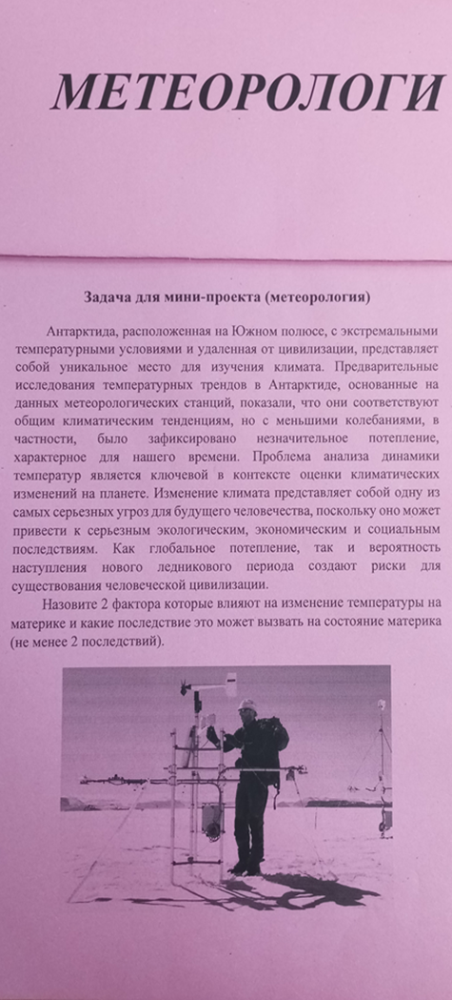 МЕТЕОРОЛОГИ
Задача для мини-проекта (метеорология)
Антарктида, расположенная на Южном полюсе, с экстремальными
температурными условиями и удаленная от цивилизации, представляет
собой уникальное место для изучения климата. Предварительные
исследования температурных трендов в Антарктиде, основанные на
данных метеорологических станций, показали, что они соответствуют
общим климатическим тенденциям, но с меньшими колебаниями, в
частности, было зафиксировано незначительное потепление,
характерное для нашего времени. Проблема анализа динамики
температур является ключевой в контексте оценки климатических
изменений на планете. Изменение климата представляет собой одну из
самых серьезных угроз для будущего человечества, поскольку оно может
привести к серьезным экологическим, экономическим и социальным
последствиям. Как глобальное потепление, так и вероятность
наступления нового ледникового периода создают риски для
существования человеческой цивилизации.
Назовите 2 фактора которые влияют на изменение температуры на
материке и какие последствие это может вызвать на состояние материка
(не менее 2 последствий).